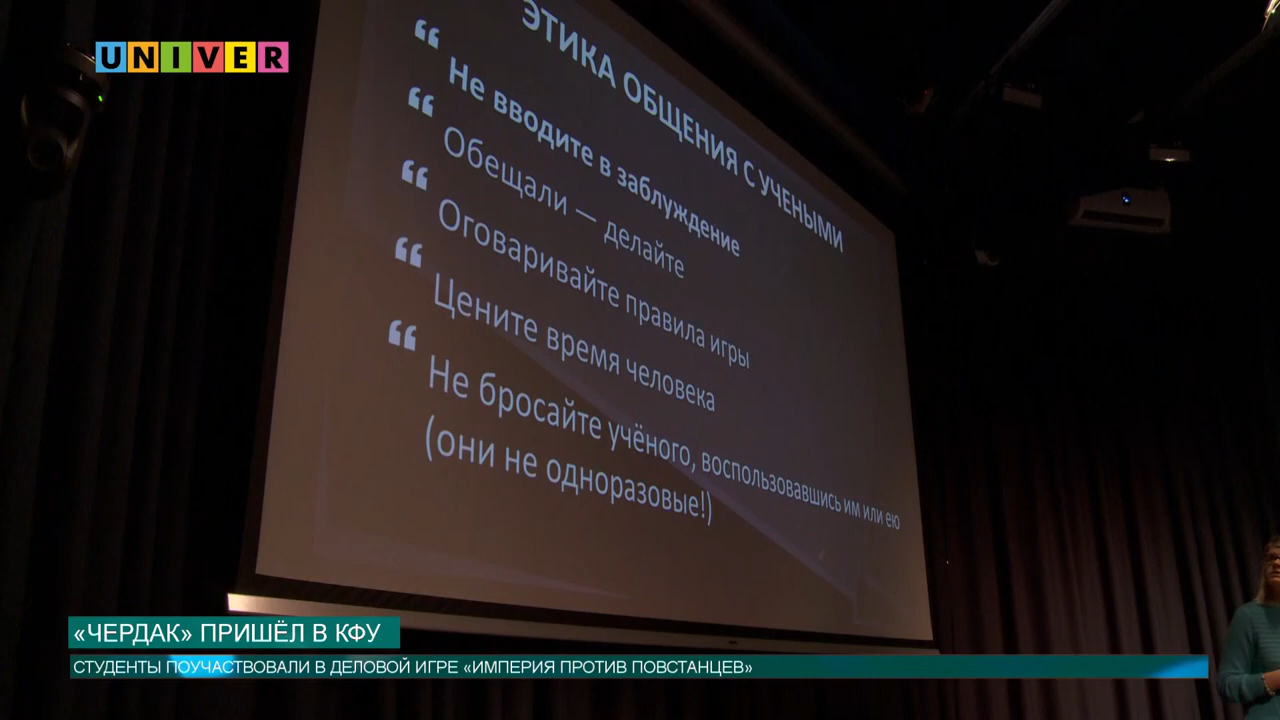 UNIVER
ЭТИКА ОБЩЕНИЯ С УЧЕНЫМИ
“ Не вводите в заблуждение
“ Обещали — делайте
“ Оговаривайте правила игры
“ Цените время человека
“ Не бросайте учёного, воспользовавшись им или ею
(они не одноразовые!)
«ЧЕРДАК» ПРИШЁЛ В КФУ
СТУДЕНТЫ ПОУЧАСТВОВАЛИ В ДЕЛОВОЙ ИГРЕ «ИМПЕРИЯ ПРОТИВ ПОВСТАНЦЕВ»